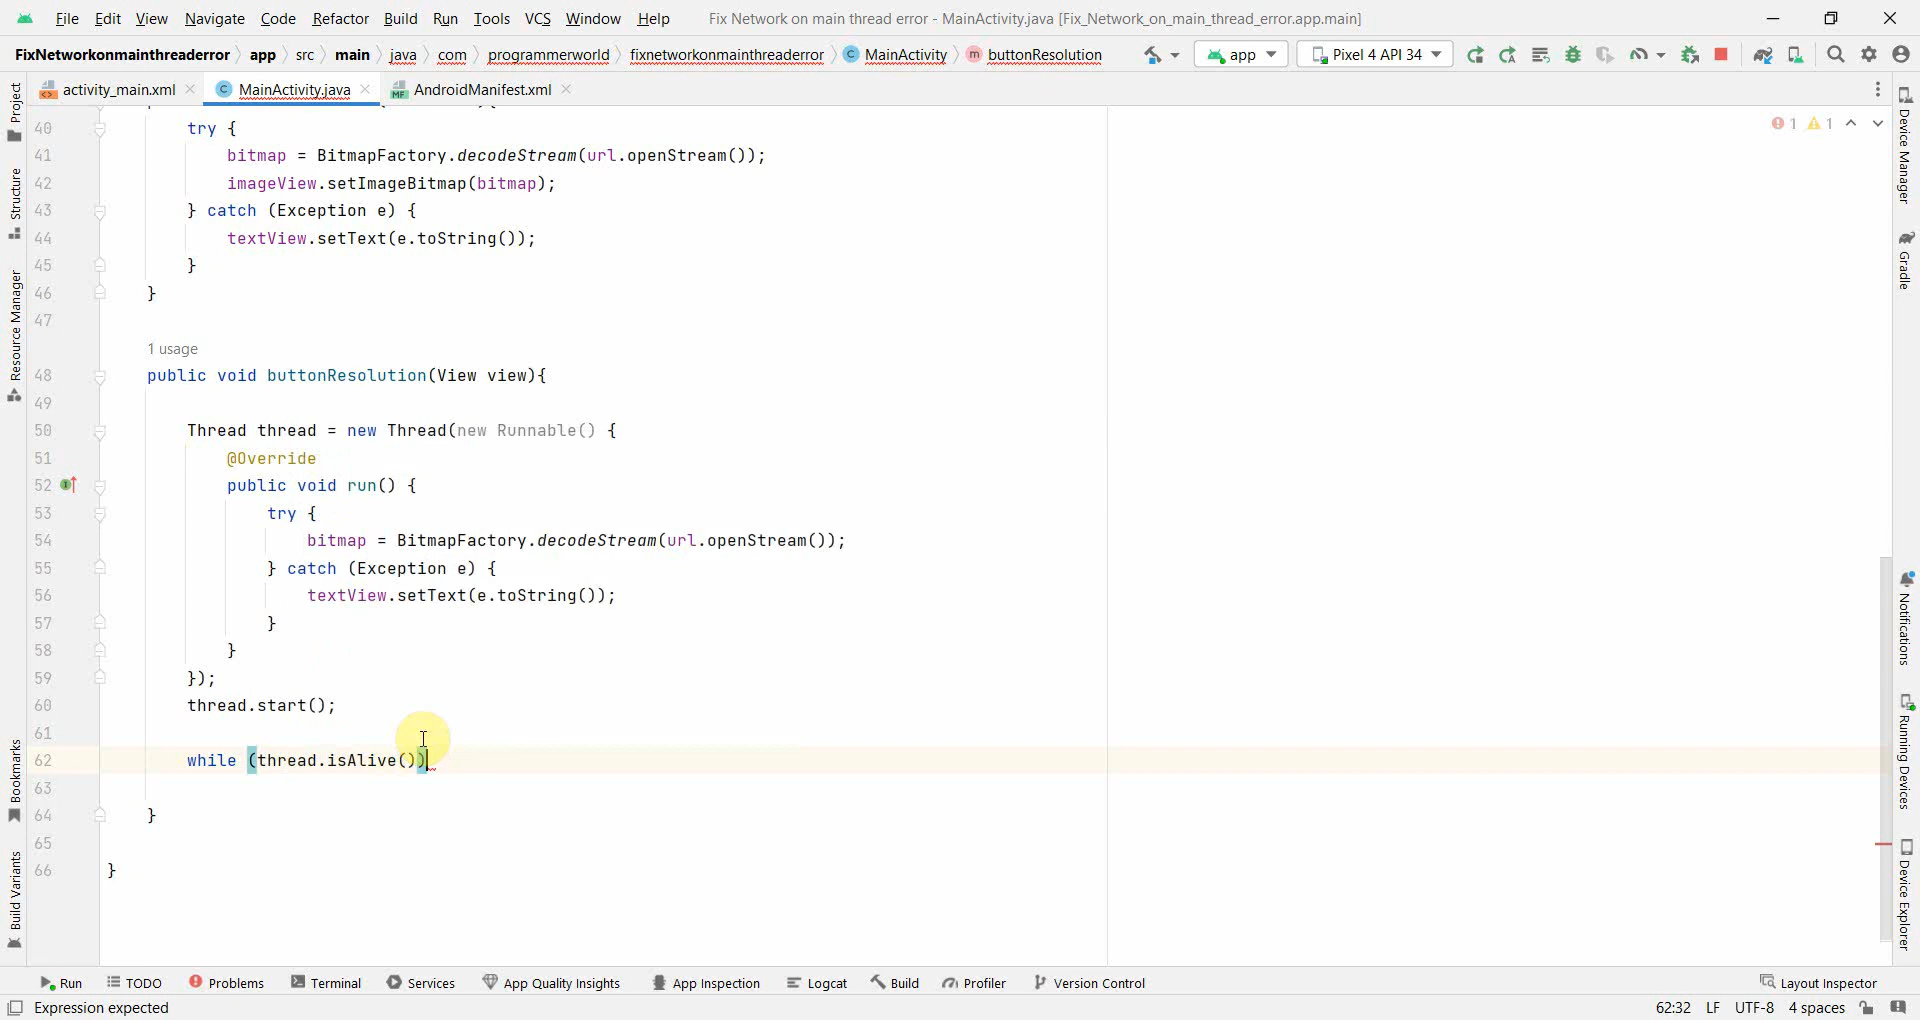 File Edit View Navigate Code Refactor Build Run Tools VCS Window Help Fix Network on main thread error - MainActivity.java [Fix_Network_on_main_thread_error.app.main]
FixNetworkonmainthreaderror app src main java com programmerworld fixnetworkonmainthreaderror C MainActivity m buttonResolution app Pixel 4 API 34
activity_main.xml C MainActivity.java MF AndroidManifest.xml
1 1
40 try {
41 bitmap = BitmapFactory.decodeStream(url.openStream());
42 imageView.setImageBitmap(bitmap);
43 } catch (Exception e) {
44 textView.setText(e.toString());
45 }
46 }
47
1 usage
48 public void buttonResolution(View view){
49
50 Thread thread = new Thread(new Runnable() {
51 @Override
52 public void run() {
53 try {
54 bitmap = BitmapFactory.decodeStream(url.openStream());
55 } catch (Exception e) {
56 textView.setText(e.toString());
57 }
58 }
59 });
60 thread.start();
61
62 while (thread.isAlive())
63
64 }
65
66 }
Project
Structure
Resource Manager
Bookmarks
Build Variants
Device Manager
Gradle
Notifications
Running Devices
Device Explorer
Run TODO Problems Terminal Services App Quality Insights App Inspection Logcat Build Profiler Version Control Layout Inspector
Expression expected 62:32 LF UTF-8 4 spaces